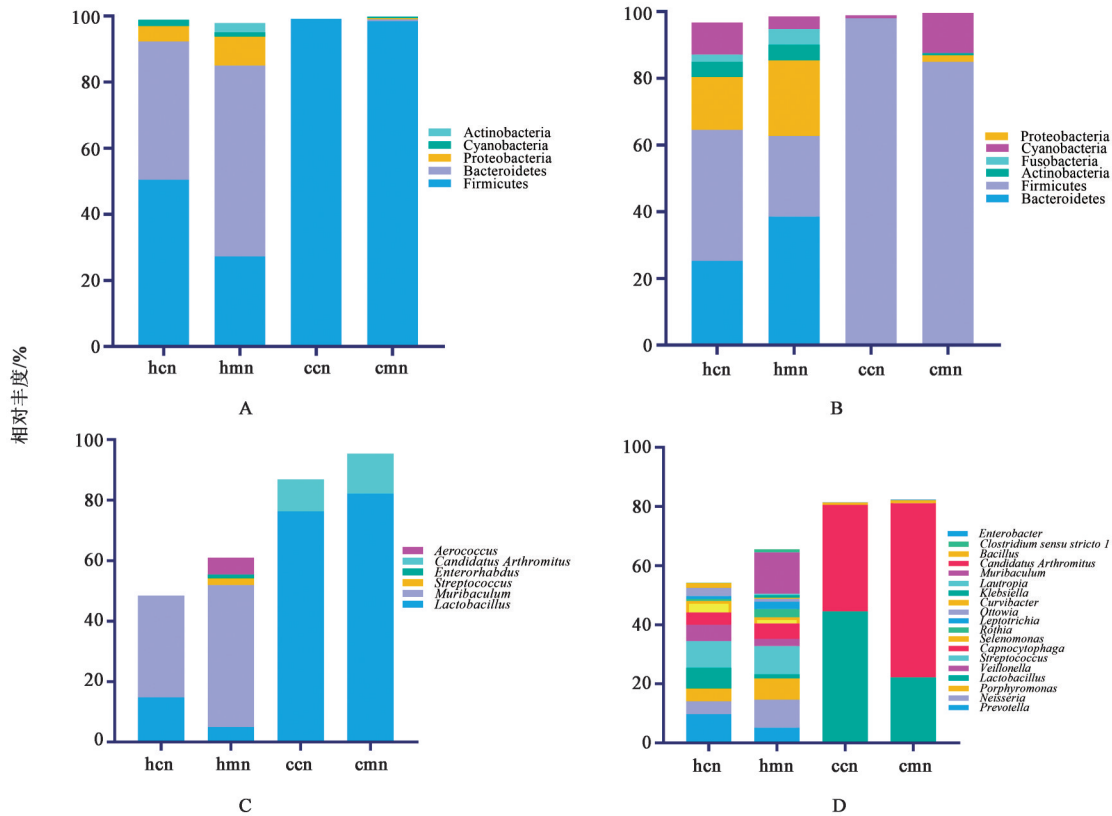 相对丰度/%
100
80
60
40
20
0
hcn
hmn
ccn
cmn
Actinobacteria
Cyanobacteria
Proteobacteria
Bacteroidetes
Firmicutes
A
100
80
60
40
20
0
hcn
hmn
ccn
cmn
Proteobacteria
Cyanobacteria
Fusobacteria
Actinobacteria
Firmicutes
Bacteroidetes
B
100
80
60
40
20
0
hcn
hmn
ccn
cmn
Aerococcus
Candidatus Arthromitus
Enterorhabdus
Streptococcus
Muribaculum
Lactobacillus
C
100
80
60
40
20
0
hcn
hmn
ccn
cmn
Enterobacter
Clostridium sensu stricto 1
Bacillus
Candidatus Arthromitus
Muribaculum
Lautropia
Klebsiella
Curvibacter
Ottowia
Leptotrichia
Rothia
Selenomonas
Capnocytophaga
Streptococcus
Veillonella
Lactobacillus
Porphyromonas
Neisseria
Prevotella
D